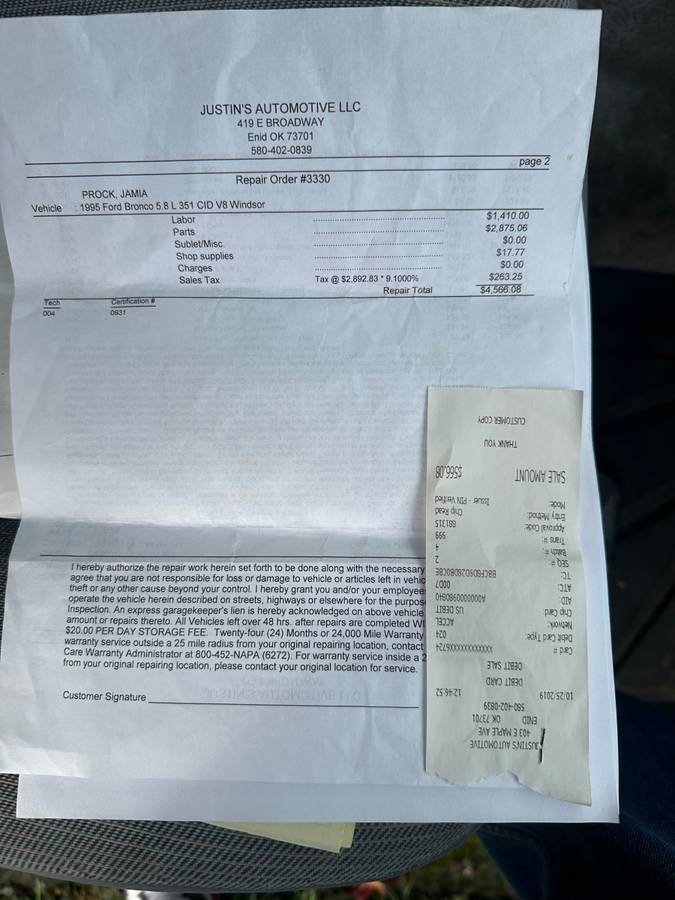 JUSTIN'S AUTOMOTIVE LLC
419 E BROADWAY
Enid OK 73701
580-402-0839
page 2
Repair Order #3330
PROCK, JAMIA
Vehicle : 1995 Ford Bronco 5.8 L 351 CID V8 Windsor
Labor $1,410.00
Parts $2,875.06
Sublet/Misc. $0.00
Shop supplies $17.77
Charges $0.00
Sales Tax Tax @ $2,892.83 * 9.1000% $263.25
Repair Total $4,566.08
Tech Certification #
004 0931
I hereby authorize the repair work herein set forth to be done along with the necessary
agree that you are not responsible for loss or damage to vehicle or articles left in vehic
theft or any other cause beyond your control. I hereby grant you and/or your employee
operate the vehicle herein described on streets, highways or elsewhere for the purpos
Inspection. An express garagekeeper's lien is hereby acknowledged on above vehicle
amount or repairs thereto. All Vehicles left over 48 hrs. after repairs are completed WI
$20.00 PER DAY STORAGE FEE. Twenty-four (24) Months or 24,000 Mile Warranty
warranty service outside a 25 mile radius from your original repairing location, contact
Care Warranty Administrator at 800-452-NAPA (6272). For warranty service inside a 2
from your original repairing location, please contact your original location for service.
Customer Signature
JUSTIN'S AUTOMOTIVE
403 E MAPLE AVE
ENID OK 73701
580-402-0839
10/25/2019 12:46:52
DEBIT CARD
DEBIT SALE
Card # XXXXXXXXXXXX6724
Debit Card Type: 024
Network: ACCEL
Chip Card: US DEBIT
AID: A0000000980840
ATC: 0007
TC:
SEQ #: 2
Batch #: 4
Trans #: 999
Approval Code: 881315
Entry Method: Chip Read
Mode: Issuer - PIN Verified
SALE AMOUNT $566.08
THANK YOU
CUSTOMER COPY